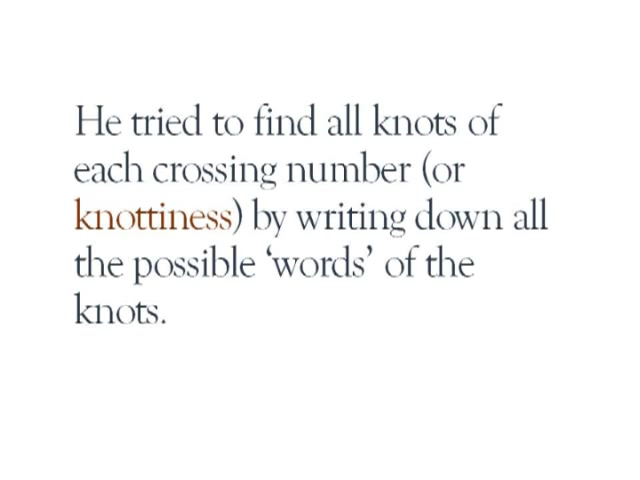 He tried to find all knots of
each crossing number (or
knottiness) by writing down all
the possible ‘words’ of the
knots.